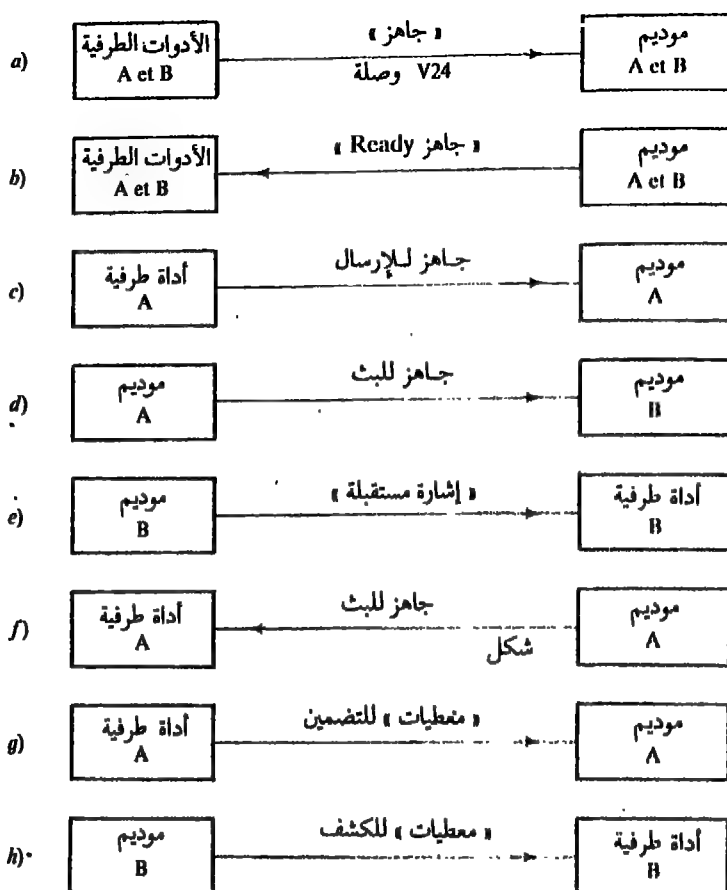 a) الأدوات الطرفية « جاهز » موديم
A et B وصلة V24 A et B
b) الأدوات الطرفية « جاهز Ready » موديم
A et B A et B
c) أداة طرفية جاهز للإرسال موديم
A A
d) موديم جاهز للبث موديم
A B
e) موديم « إشارة مستقبلة » أداة طرفية
B B
f) أداة طرفية جاهز للبث موديم
A شكل A
g) أداة طرفية « معطيات » للتضمين موديم
A A
h) موديم « معطيات » للكشف أداة طرفية
B B